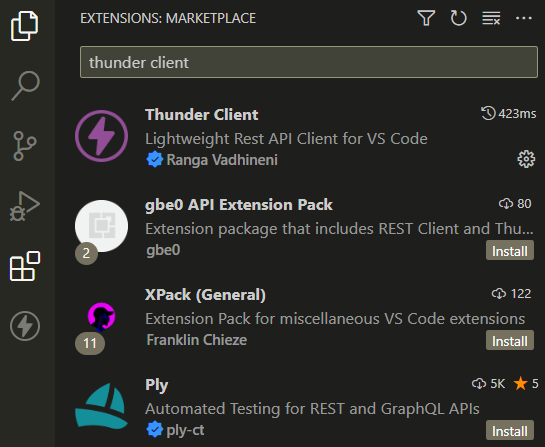 EXTENSIONS: MARKETPLACE
thunder client
Thunder Client 423ms
Lightweight Rest API Client for VS Code
Ranga Vadhineni
gbe0 API Extension Pack 80
Extension package that includes REST Client and Thu...
2 gbe0 Install
XPack (General) 122
Extension Pack for miscellaneous VS Code extensions
11 Franklin Chieze Install
Ply 5K 5
Automated Testing for REST and GraphQL APIs
ply-ct Install